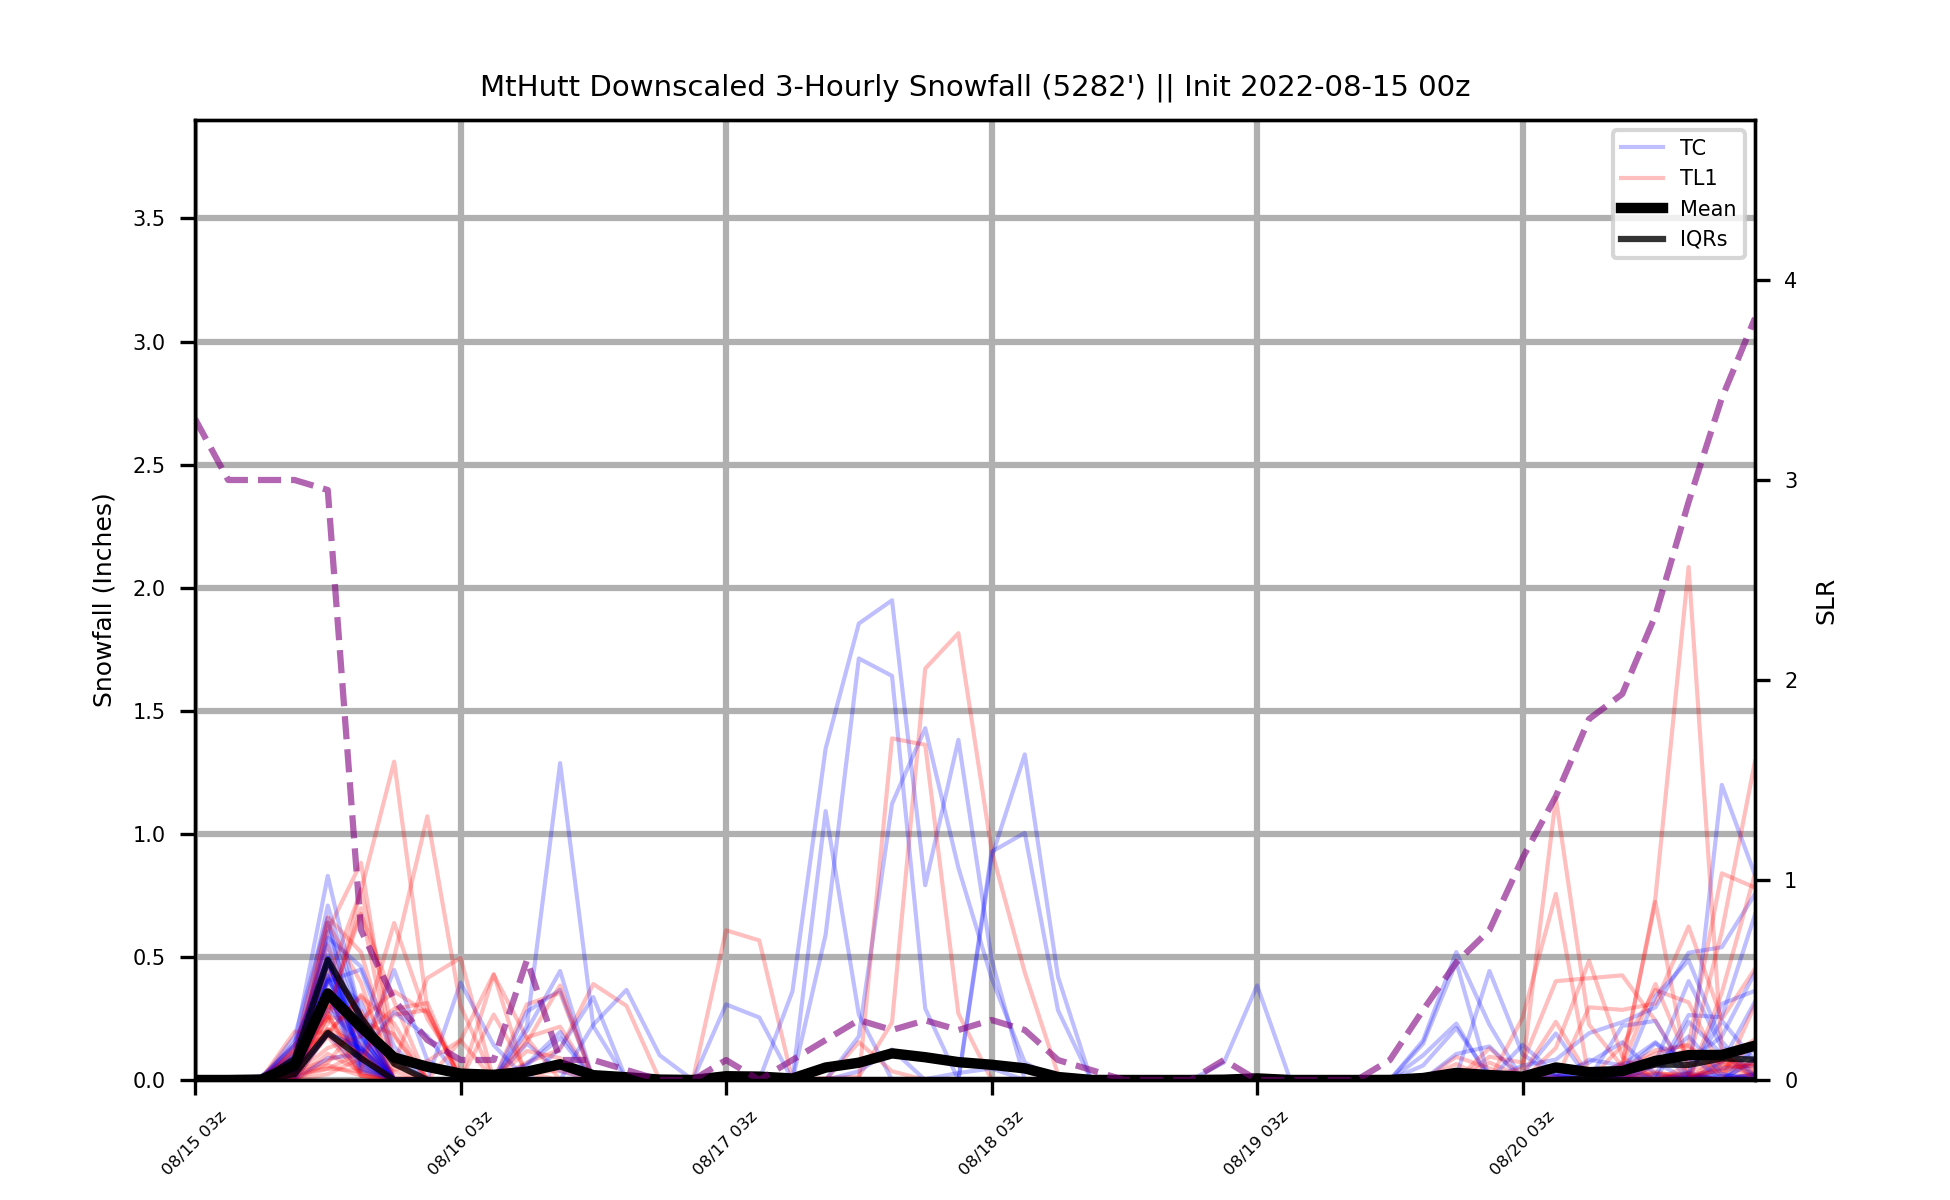 MtHutt Downscaled 3-Hourly Snowfall (5282') || Init 2022-08-15 00z
TC
TL1
Mean
IQRs
Snowfall (Inches)
3.5
3.0
2.5
2.0
1.5
1.0
0.5
0.0
SLR
4
3
2
1
0
08/15 03z
08/16 03z
08/17 03z
08/18 03z
08/19 03z
08/20 03z